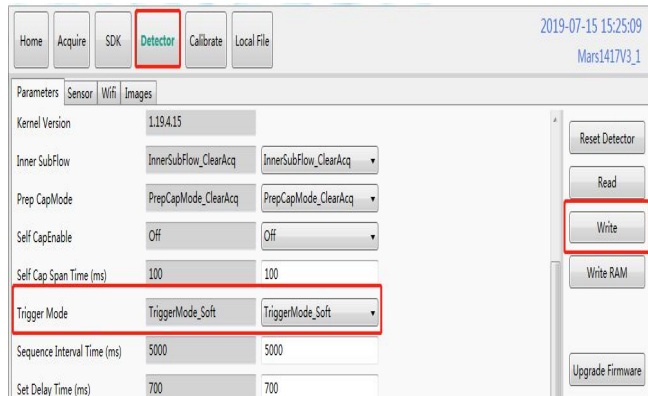 Home Acquire SDK Detector Calibrate Local File
2019-07-15 15:25:09
Mars1417V3_1
Parameters Sensor Wifi Images
Kernel Version 1.19.4.15
Inner SubFlow InnerSubFlow_ClearAcq InnerSubFlow_ClearAcq
Prep CapMode PrepCapMode_ClearAcq PrepCapMode_ClearAcq
Self CapEnable Off Off
Self Cap Span Time (ms) 100 100
Trigger Mode TriggerMode_Soft TriggerMode_Soft
Sequence Interval Time (ms) 5000 5000
Set Delay Time (ms) 700 700
Reset Detector
Read
Write
Write RAM
Upgrade Firmware